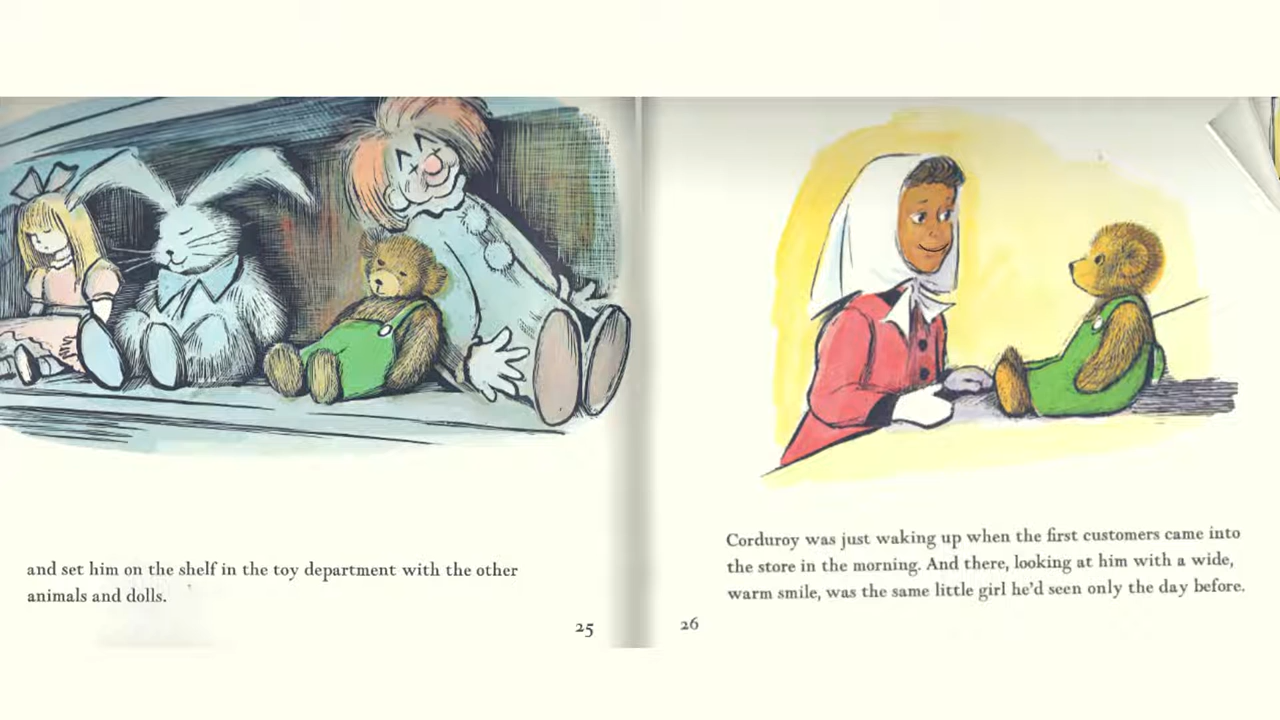 and set him on the shelf in the toy department with the other
animals and dolls.
25
Corduroy was just waking up when the first customers came into
the store in the morning. And there, looking at him with a wide,
warm smile, was the same little girl he'd seen only the day before.
26